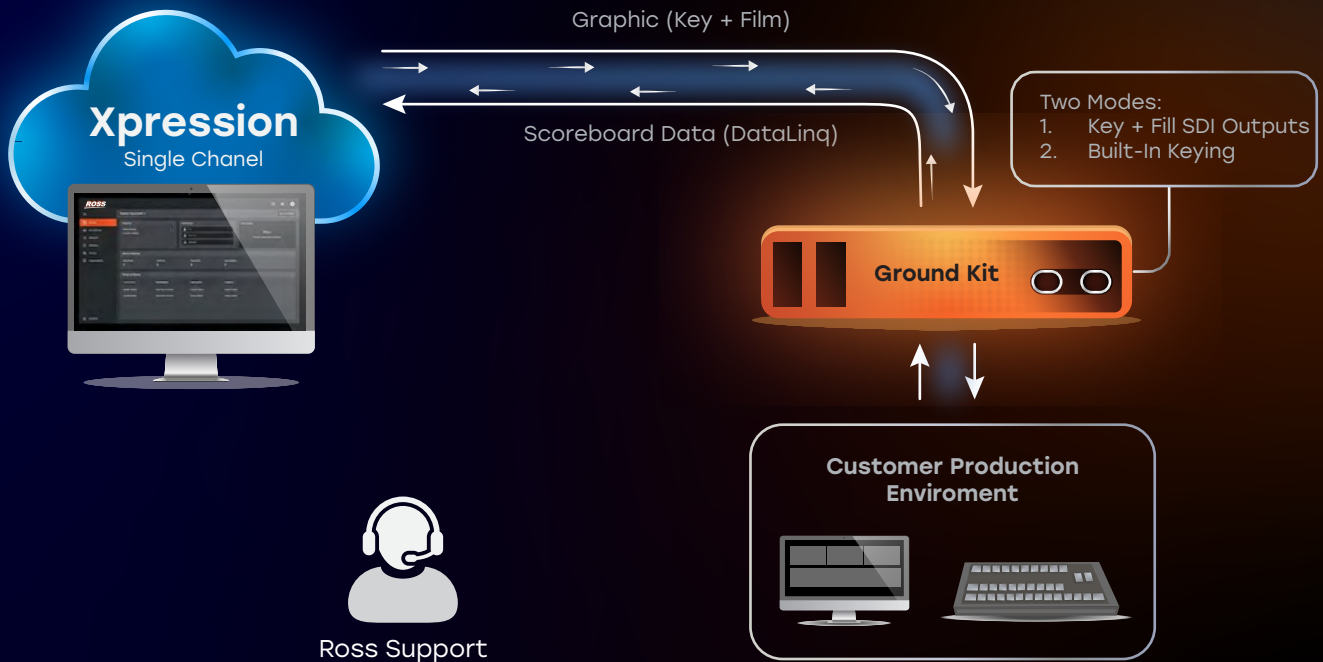 Graphic (Key + Film)
Xpression
Single Chanel
Scoreboard Data (DataLinq)
Two Modes:
1. Key + Fill SDI Outputs
2. Built-In Keying
ROSS
Ground Kit
Customer Production
Enviroment
Ross Support